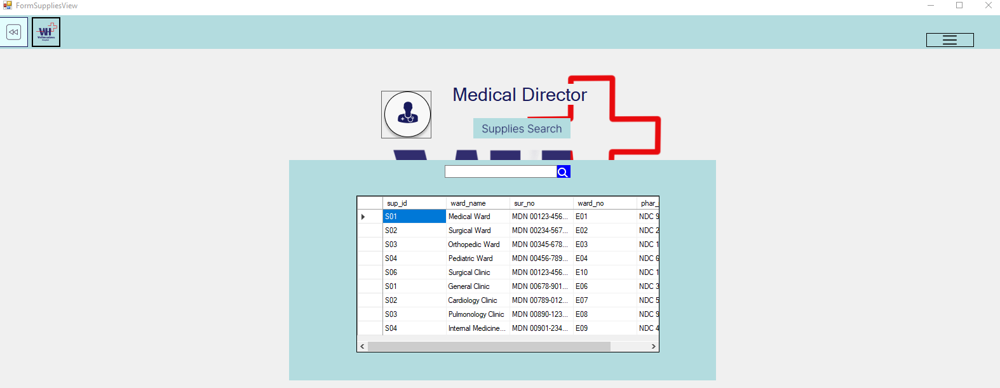 FormSuppliesView
WH
Wellmeadows
Hospital
Medical Director
Supplies Search
sup_id ward_name sur_no ward_no phar_
S01 Medical Ward MDN 00123-456... E01 NDC 9
S02 Surgical Ward MDN 00234-567... E02 NDC 2
S03 Orthopedic Ward MDN 00345-678... E03 NDC 1
S04 Pediatric Ward MDN 00456-789... E04 NDC 6
S06 Surgical Clinic MDN 00123-456... E10 NDC 1
S01 General Clinic MDN 00678-901... E06 NDC 3
S02 Cardiology Clinic MDN 00789-012... E07 NDC 5
S03 Pulmonology Clinic MDN 00890-123... E08 NDC 9
S04 Internal Medicine... MDN 00901-234... E09 NDC 4